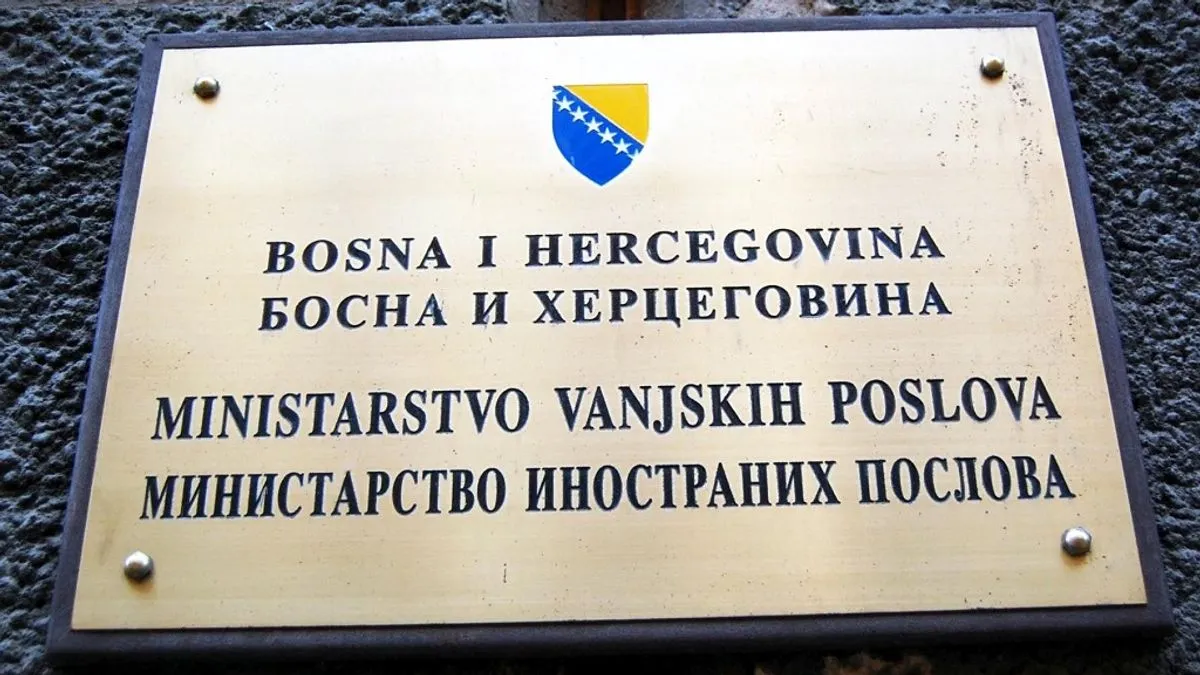 BOSNA I HERCEGOVINA
БОСНА И ХЕРЦЕГОВИНА
MINISTARSTVO VANJSKIH POSLOVA
МИНИСТАРСТВО ИНОСТРАНИХ ПОСЛОВА